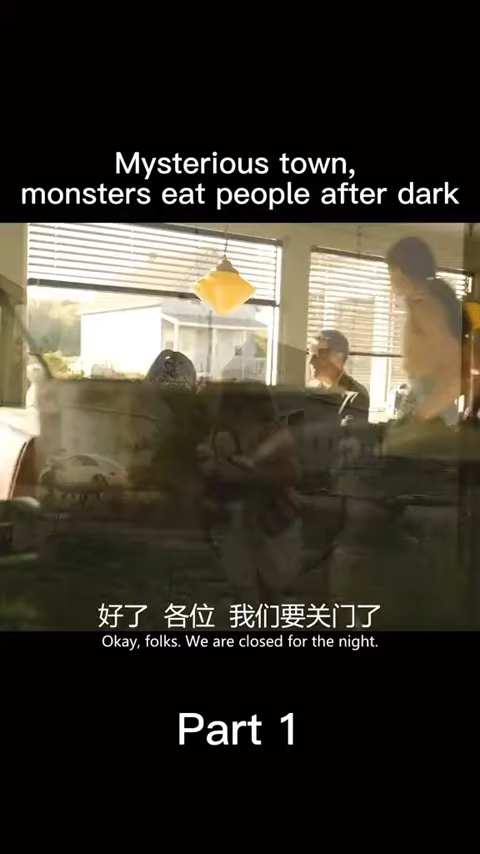 Mysterious town,
monsters eat people after dark
好了 各位 我们要关门了
Okay, folks. We are closed for the night.
Part 1